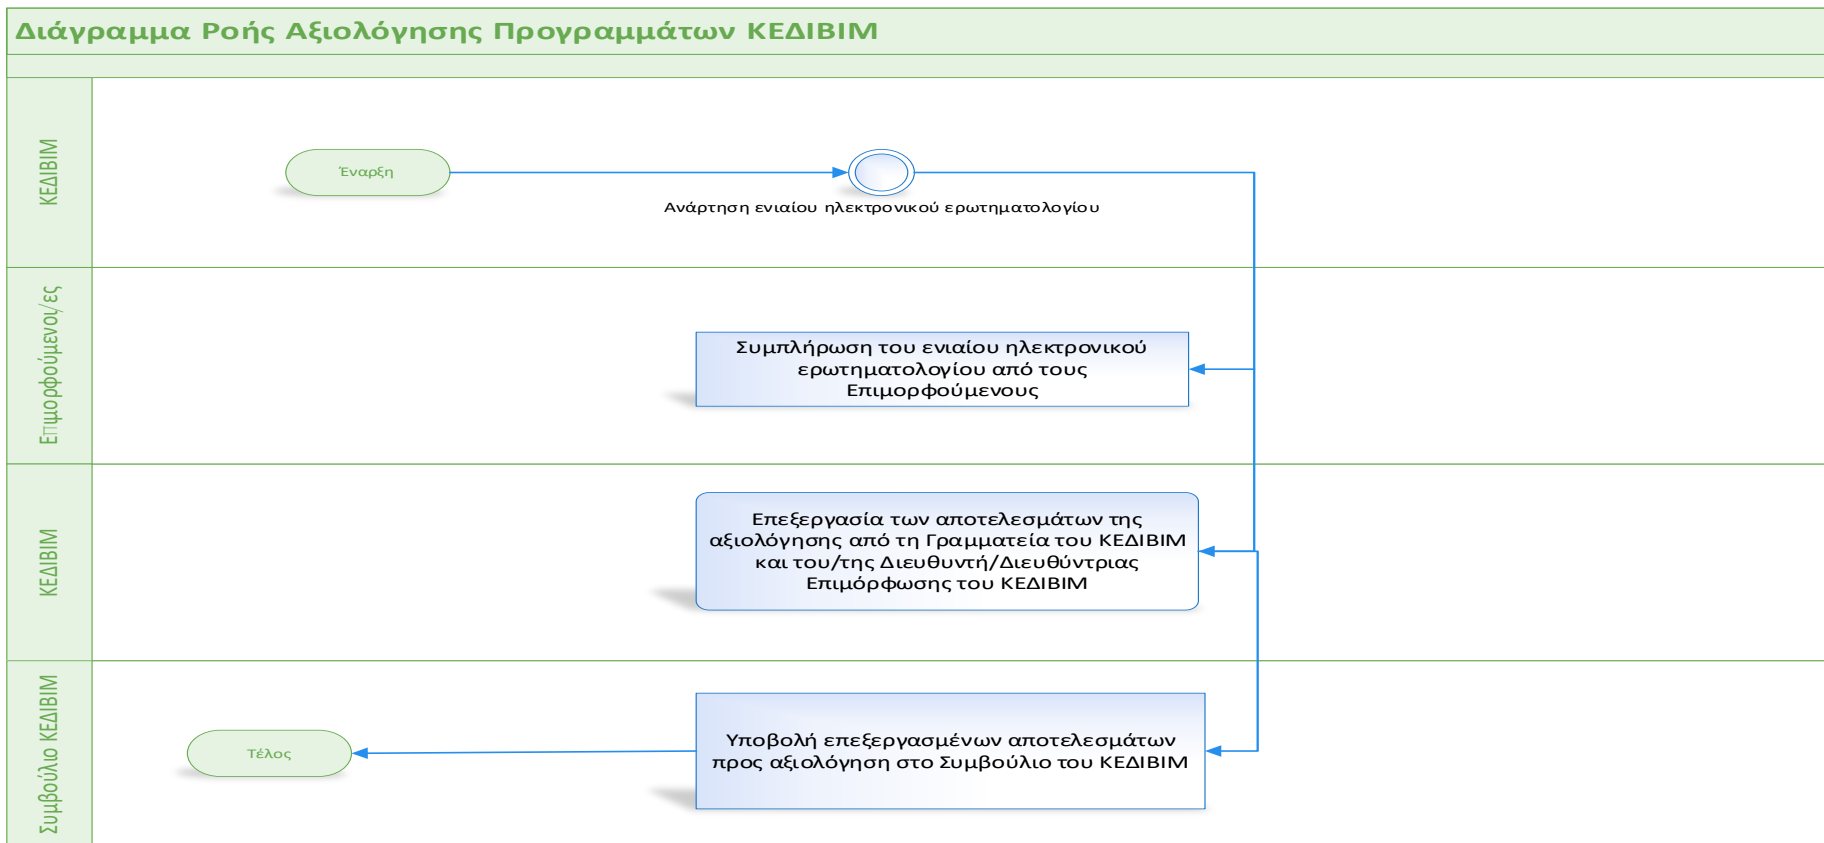 Διάγραμμα Ροής Αξιολόγησης Προγραμμάτων ΚΕΔΙΒΙΜ
ΚΕΔΙΒΙΜ
Έναρξη
Ανάρτηση ενιαίου ηλεκτρονικού ερωτηματολογίου
Επιμορφούμενοι/ες
Συμπλήρωση του ενιαίου ηλεκτρονικού
ερωτηματολογίου από τους
Επιμορφούμενους
ΚΕΔΙΒΙΜ
Επεξεργασία των αποτελεσμάτων της
αξιολόγησης από τη Γραμματεία του ΚΕΔΙΒΙΜ
και του/της Διευθυντή/Διευθύντριας
Επιμόρφωσης του ΚΕΔΙΒΙΜ
Συμβούλιο ΚΕΔΙΒΙΜ
Τέλος
Υποβολή επεξεργασμένων αποτελεσμάτων
προς αξιολόγηση στο Συμβούλιο του ΚΕΔΙΒΙΜ